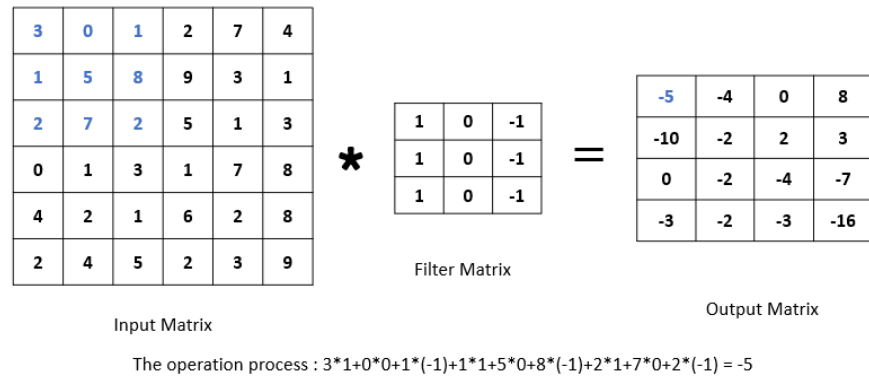 3 0 1 2 7 4
1 5 8 9 3 1
2 7 2 5 1 3
0 1 3 1 7 8
4 2 1 6 2 8
2 4 5 2 3 9
Input Matrix
*
1 0 -1
1 0 -1
1 0 -1
Filter Matrix
=
-5 -4 0 8
-10 -2 2 3
0 -2 -4 -7
-3 -2 -3 -16
Output Matrix
The operation process : 3*1+0*0+1*(-1)+1*1+5*0+8*(-1)+2*1+7*0+2*(-1) = -5